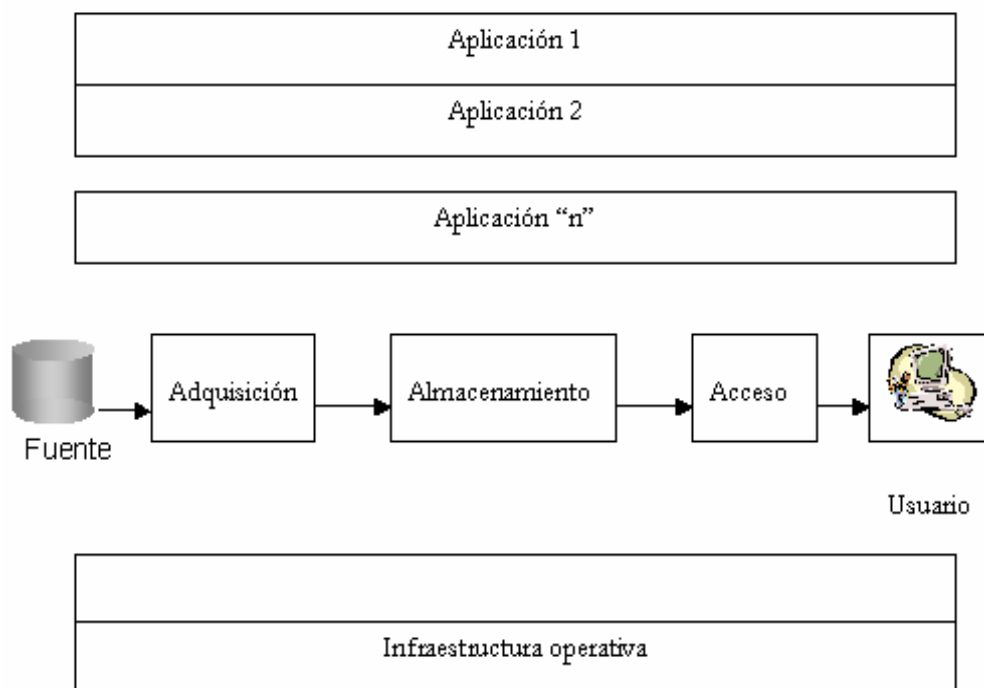 Aplicación 1
Aplicación 2
Aplicación “n”
Adquisición
Almacenamiento
Acceso
Fuente
Usuario
Infraestructura operativa